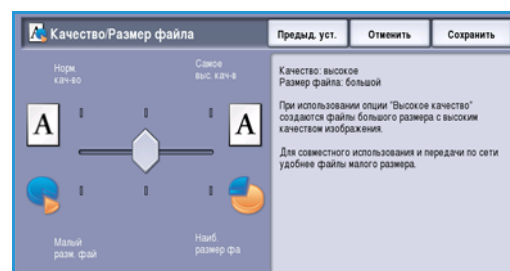 Качество/Размер файла
Предыд. уст.
Отменить
Сохранить
Норм.
кач-во
Самое
выс. кач-в
A
A
Малый
разм. фай
Наиб.
размер фа
Качество: высокое
Размер файла: большой
При использовании опции "Высокое качество"
создаются файлы большого размера с высоким
качеством изображения.
Для совместного использования и передачи по сети
удобнее файлы малого размера.